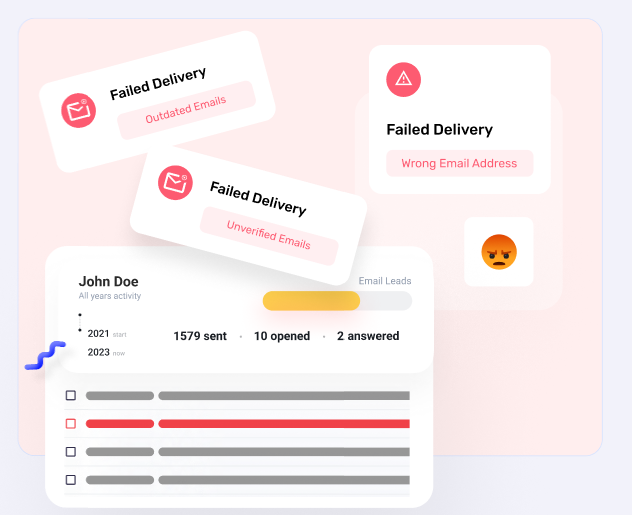 Failed Delivery
Outdated Emails
Failed Delivery
Wrong Email Address
Failed Delivery
Unverified Emails
John Doe
All years activity
Email Leads
2021 start
2023 now
1579 sent · 10 opened · 2 answered